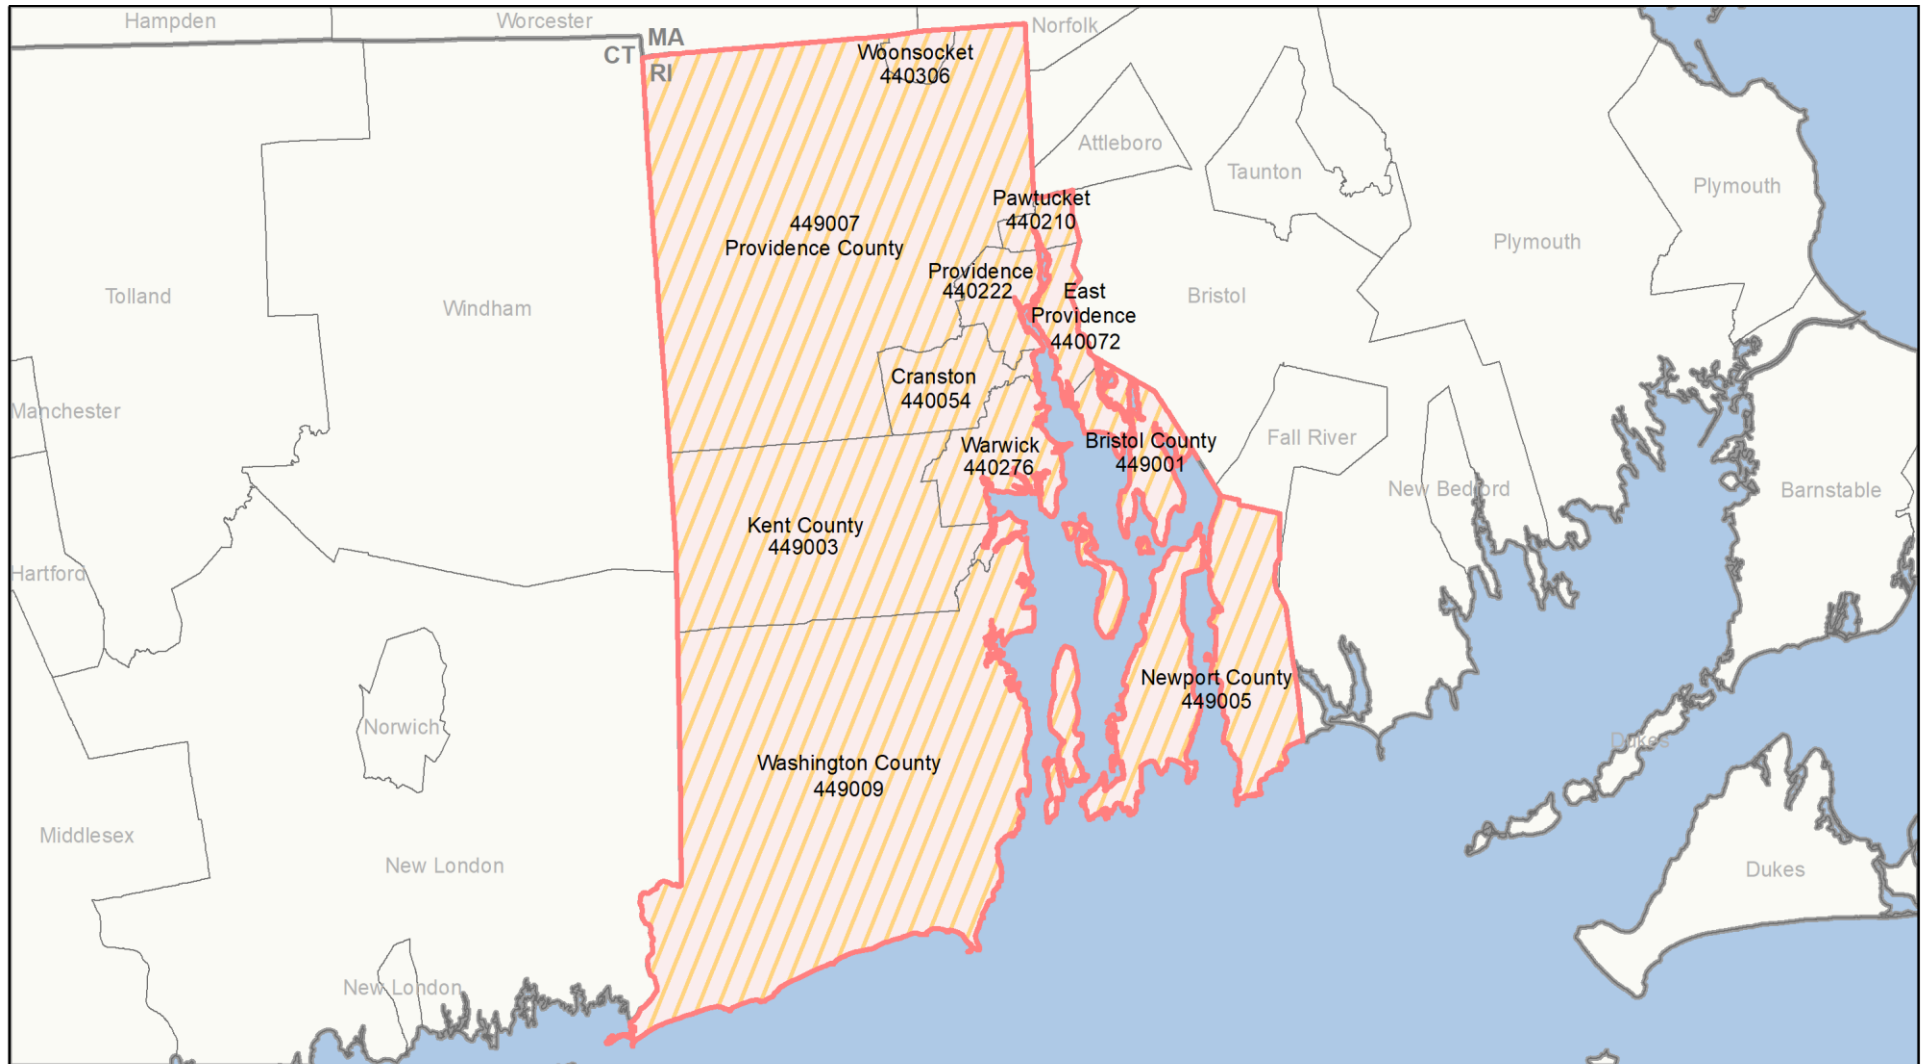 Hampden
Worcester
Norfolk
MA
CT
RI
Woonsocket
440306
Attleboro
Taunton
Plymouth
Pawtucket
440210
449007
Providence County
Plymouth
Providence
440222
East
Providence
440072
Bristol
Tolland
Windham
Cranston
440054
Manchester
Warwick
440276
Bristol County
449001
Fall River
New Bedford
Barnstable
Kent County
449003
Hartford
Newport County
449005
Norwich
Dukes
Washington County
449009
Middlesex
New London
Dukes
New London